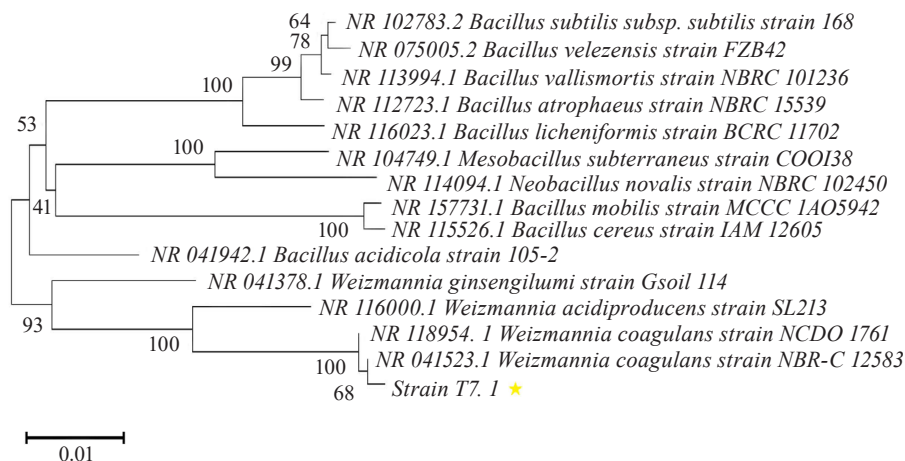 64
NR 102783.2 Bacillus subtilis subsp. subtilis strain 168
78
NR 075005.2 Bacillus velezensis strain FZB42
99
NR 113994.1 Bacillus vallismortis strain NBRC 101236
100
NR 112723.1 Bacillus atrophaeus strain NBRC 15539
53
NR 116023.1 Bacillus licheniformis strain BCRC 11702
100
NR 104749.1 Mesobacillus subterraneus strain COOI38
NR 114094.1 Neobacillus novalis strain NBRC 102450
41
NR 157731.1 Bacillus mobilis strain MCCC 1AO5942
100
NR 115526.1 Bacillus cereus strain IAM 12605
NR 041942.1 Bacillus acidicola strain 105-2
NR 041378.1 Weizmannia ginsengilumi strain Gsoil 114
93
NR 116000.1 Weizmannia acidiproducens strain SL213
100
NR 118954. 1 Weizmannia coagulans strain NCDO 1761
100
NR 041523.1 Weizmannia coagulans strain NBR-C 12583
68
Strain T7. 1
0.01